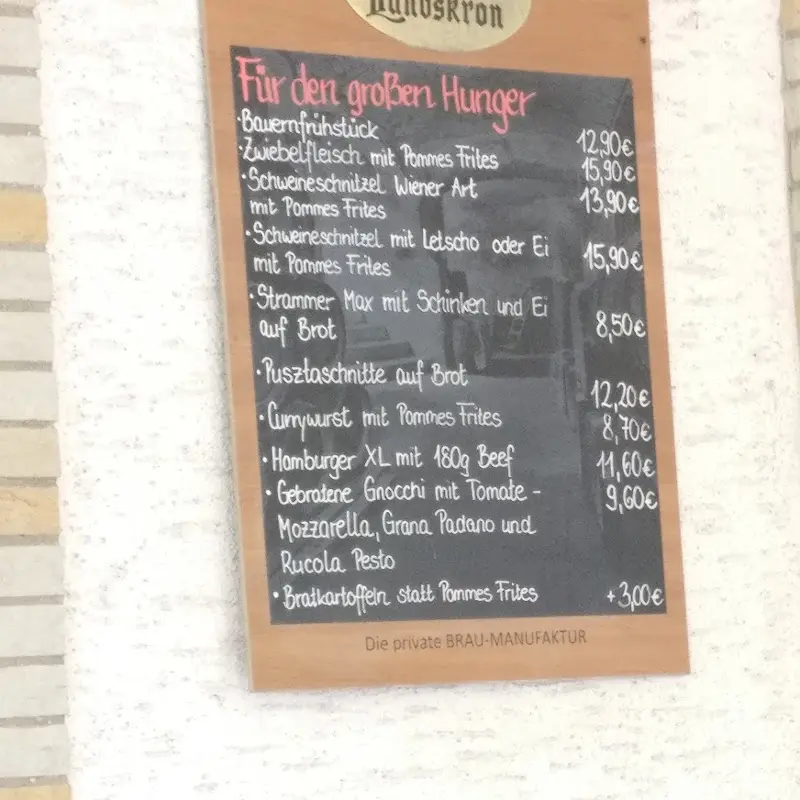 Landskron
Für den großen Hunger
·Bauernfrühstück 12,90€
·Zwiebelfleisch mit Pommes Frites 15,90€
·Schweineschnitzel Wiener Art 13,90€
mit Pommes Frites
·Schweineschnitzel mit Letscho oder Ei 15,90€
mit Pommes Frites
·Strammer Max mit Schinken und Ei
auf Brot 8,50€
·Pusztaschnitte auf Brot 12,20€
·Currywurst mit Pommes Frites 8,70€
·Hamburger XL mit 180g Beef 11,60€
·Gebratene Gnocchi mit Tomate- 9,60€
Mozzarella, Grana Padano und
Rucola Pesto
·Bratkartoffeln statt Pommes Frites +3,00€
Die private BRAU-MANUFAKTUR